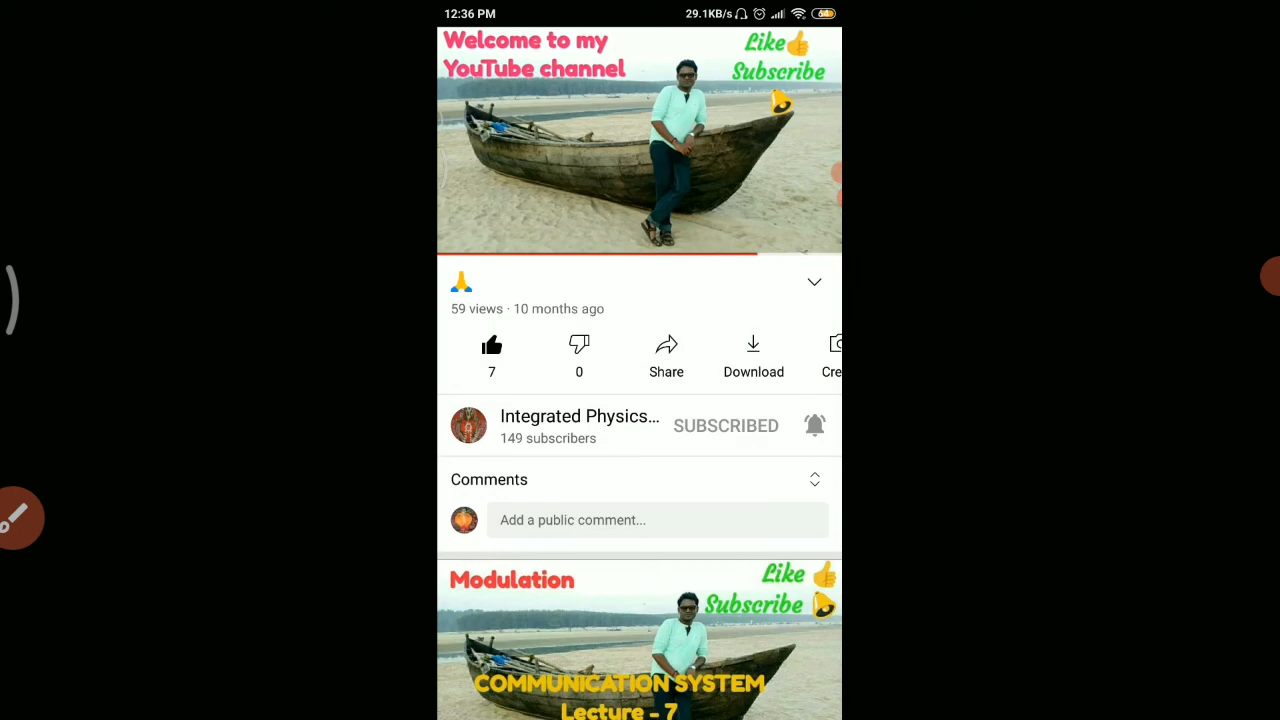 12:36 PM
29.1KB/s
64
Welcome to my
YouTube channel
Like👍
Subscribe
🔔
🙏
59 views · 10 months ago
7
0
Share
Download
Cre
Integrated Physics...
149 subscribers
SUBSCRIBED
Comments
Add a public comment...
Modulation
Like 👍
Subscribe 🔔
COMMUNICATION SYSTEM
Lecture - 7